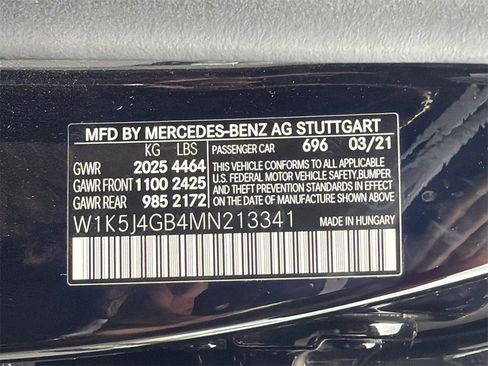 MFD BY MERCEDES-BENZ AG STUTTGART
KG LBS PASSENGER CAR 696 03/21
GVWR 2025 4464 THIS VEHICLE CONFORMS TO ALL APPLICABLE
GAWR FRONT 1100 2425 U.S. FEDERAL MOTOR VEHICLE SAFETY,BUMPER,
GAWR REAR 985 2172 AND THEFT PREVENTION STANDARDS IN EFFECT
ON THE DATE OF MANUFACTURE SHOWN ABOVE.
W1K5J4GB4MN213341 MADE IN HUNGARY